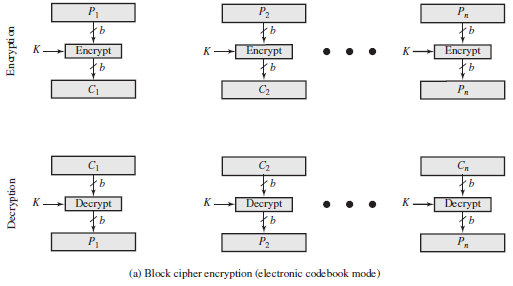 Encryption
P1 P2 Pn
b b b
K Encrypt K Encrypt K Encrypt
b b b
C1 C2 Pn
Decryption
C1 C2 Cn
b b b
K Decrypt K Decrypt K Decrypt
b b b
P1 P2 Pn
(a) Block cipher encryption (electronic codebook mode)